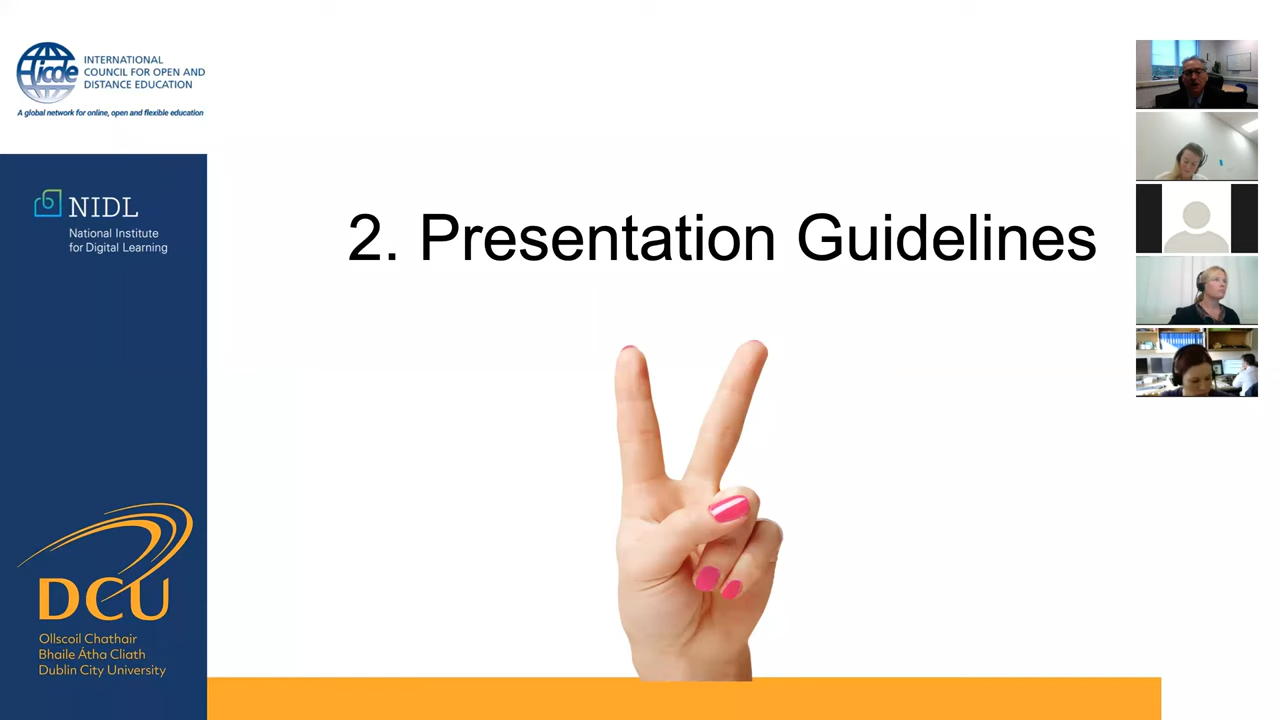 icde
INTERNATIONAL
COUNCIL FOR OPEN AND
DISTANCE EDUCATION
A global network for online, open and flexible education
NIDL
National Institute
for Digital Learning
2. Presentation Guidelines
DCU
Ollscoil Chathair
Bhaile Átha Cliath
Dublin City University